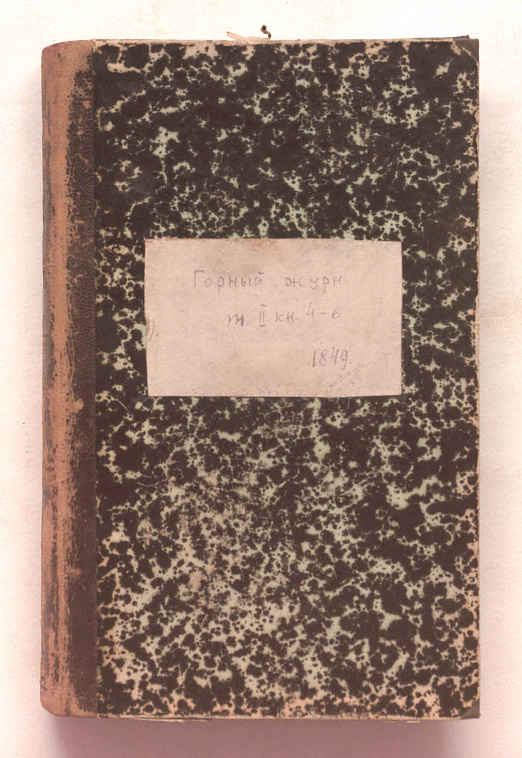 Горный журн.
т. II кн. 4-6
1849.